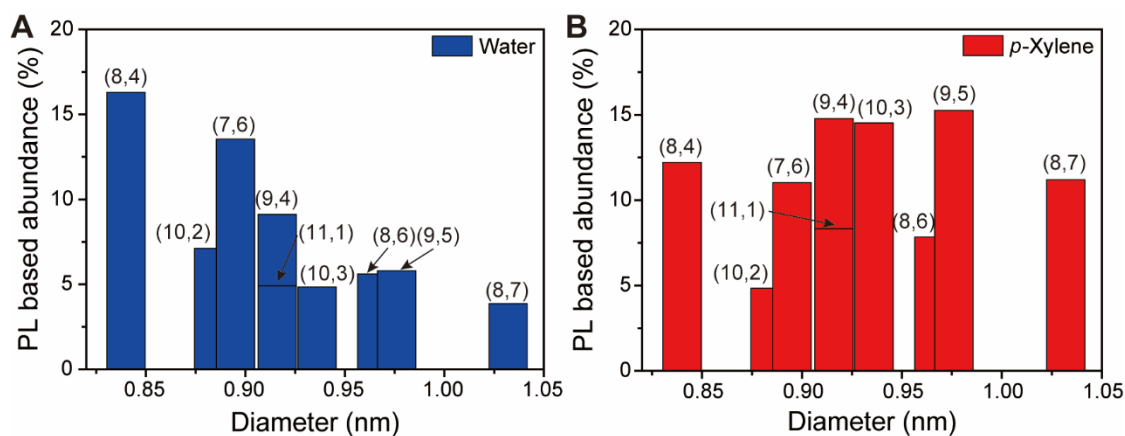 A
Water
PL based abundance (%)
20
15
10
5
0
(8,4)
(7,6)
(9,4)
(10,2)
(11,1)
(10,3)
(8,6)(9,5)
(8,7)
0.85 0.90 0.95 1.00 1.05
Diameter (nm)
B
p-Xylene
PL based abundance (%)
20
15
10
5
0
(9,4)
(10,3)
(9,5)
(8,4)
(7,6)
(8,7)
(11,1)
(8,6)
(10,2)
0.85 0.90 0.95 1.00 1.05
Diameter (nm)